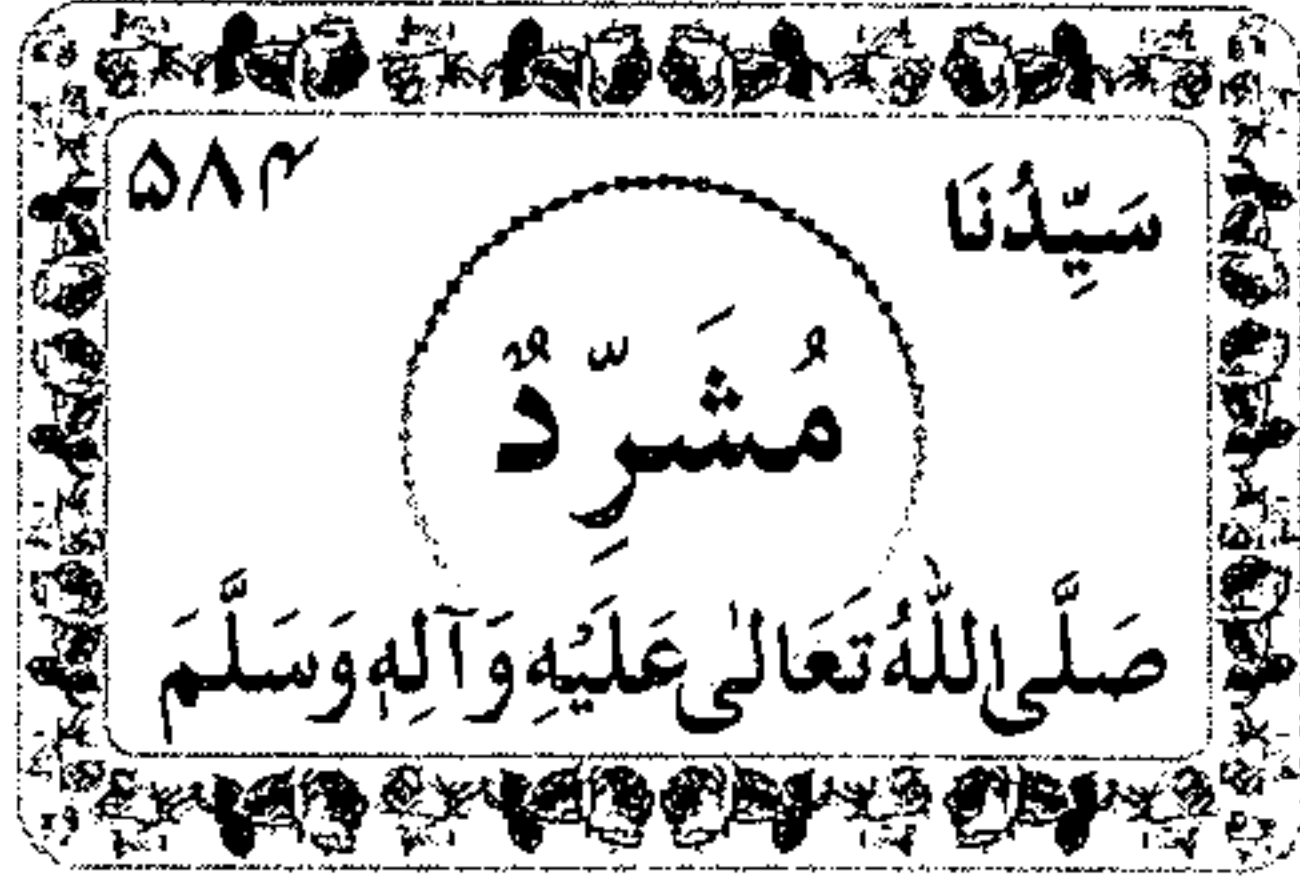 سَيِّدُنَا ۵۸۴
مُشَرِّدٌ
صَلَّى اللّٰهُ تَعَالٰى عَلَيْهِ وَآلِهٖ وَسَلَّمَ